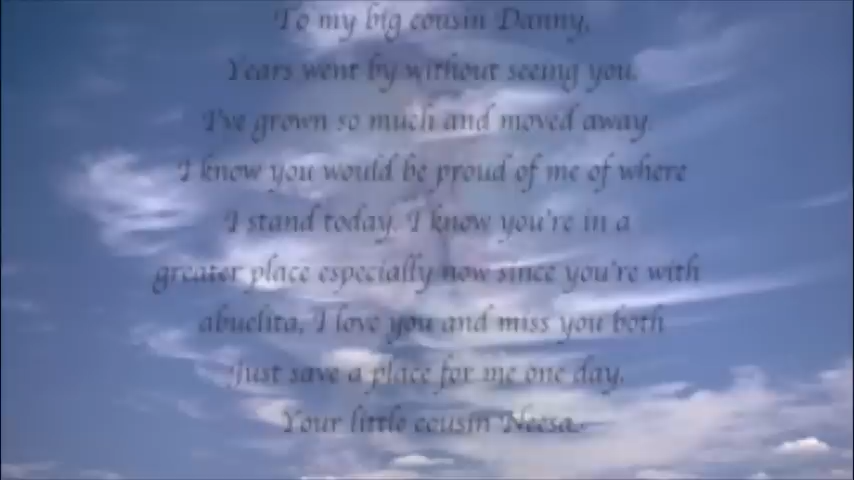 To my big cousin Danny,
Years went by without seeing you.
I've grown so much and moved away.
I know you would be proud of me of where
I stand today. I know you're in a
greater place especially now since you're with
abuelita, I love you and miss you both
just save a place for me one day.
Your little cousin Neesa.